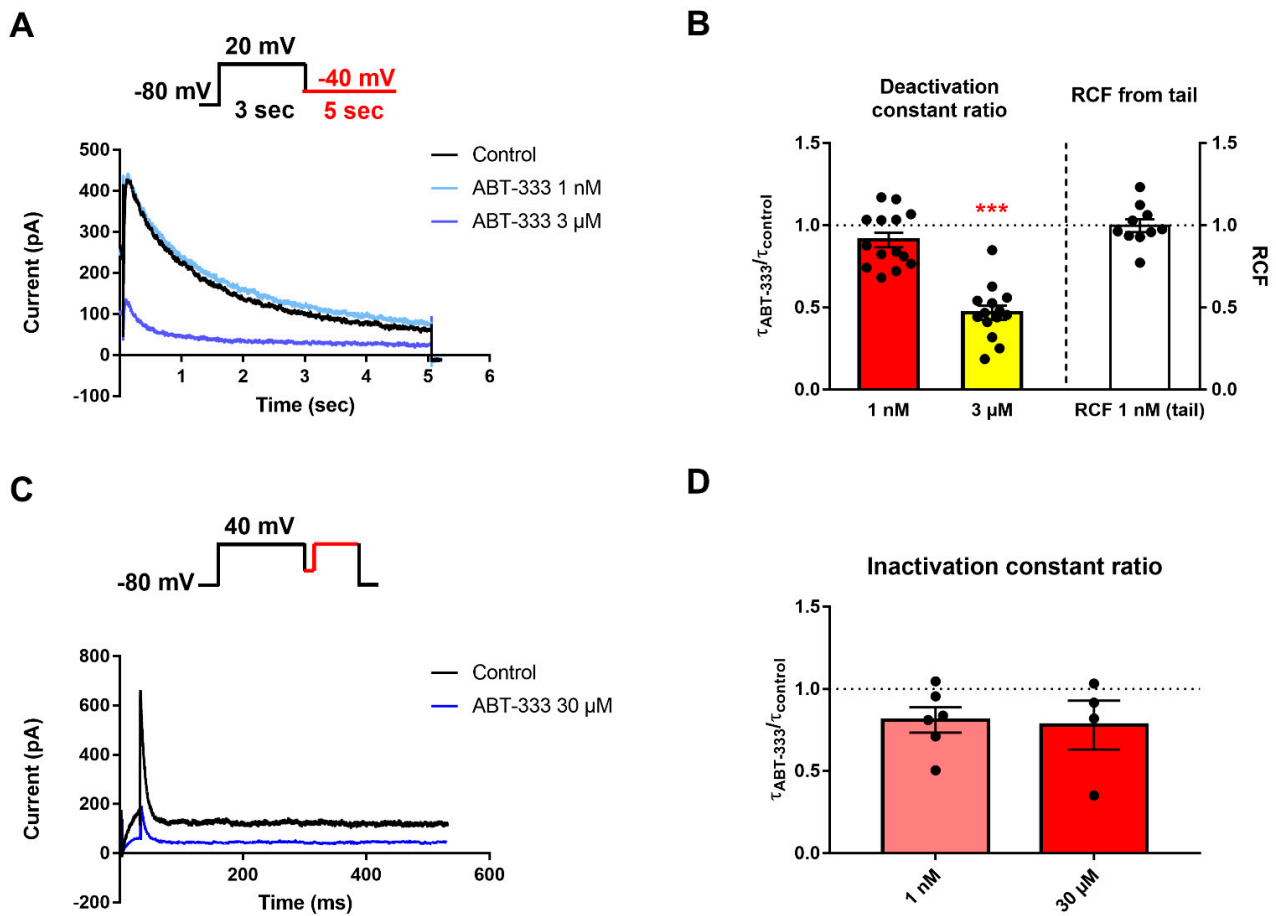 A
20 mV
-80 mV
-40 mV
3 sec
5 sec
500
400
300
200
100
0
-100
Current (pA)
1
2
3
4
5
6
Time (sec)
Control
ABT-333 1 nM
ABT-333 3 µM
B
Deactivation
constant ratio
RCF from tail
1.5
1.0
0.5
0.0
τABT-333/τcontrol
***
1.5
1.0
0.5
0.0
RCF
1 nM
3 µM
RCF 1 nM (tail)
C
40 mV
-80 mV
800
600
400
200
0
-200
Current (pA)
200
400
600
Time (ms)
Control
ABT-333 30 µM
D
Inactivation constant ratio
1.5
1.0
0.5
0.0
τABT-333/τcontrol
1 nM
30 µM